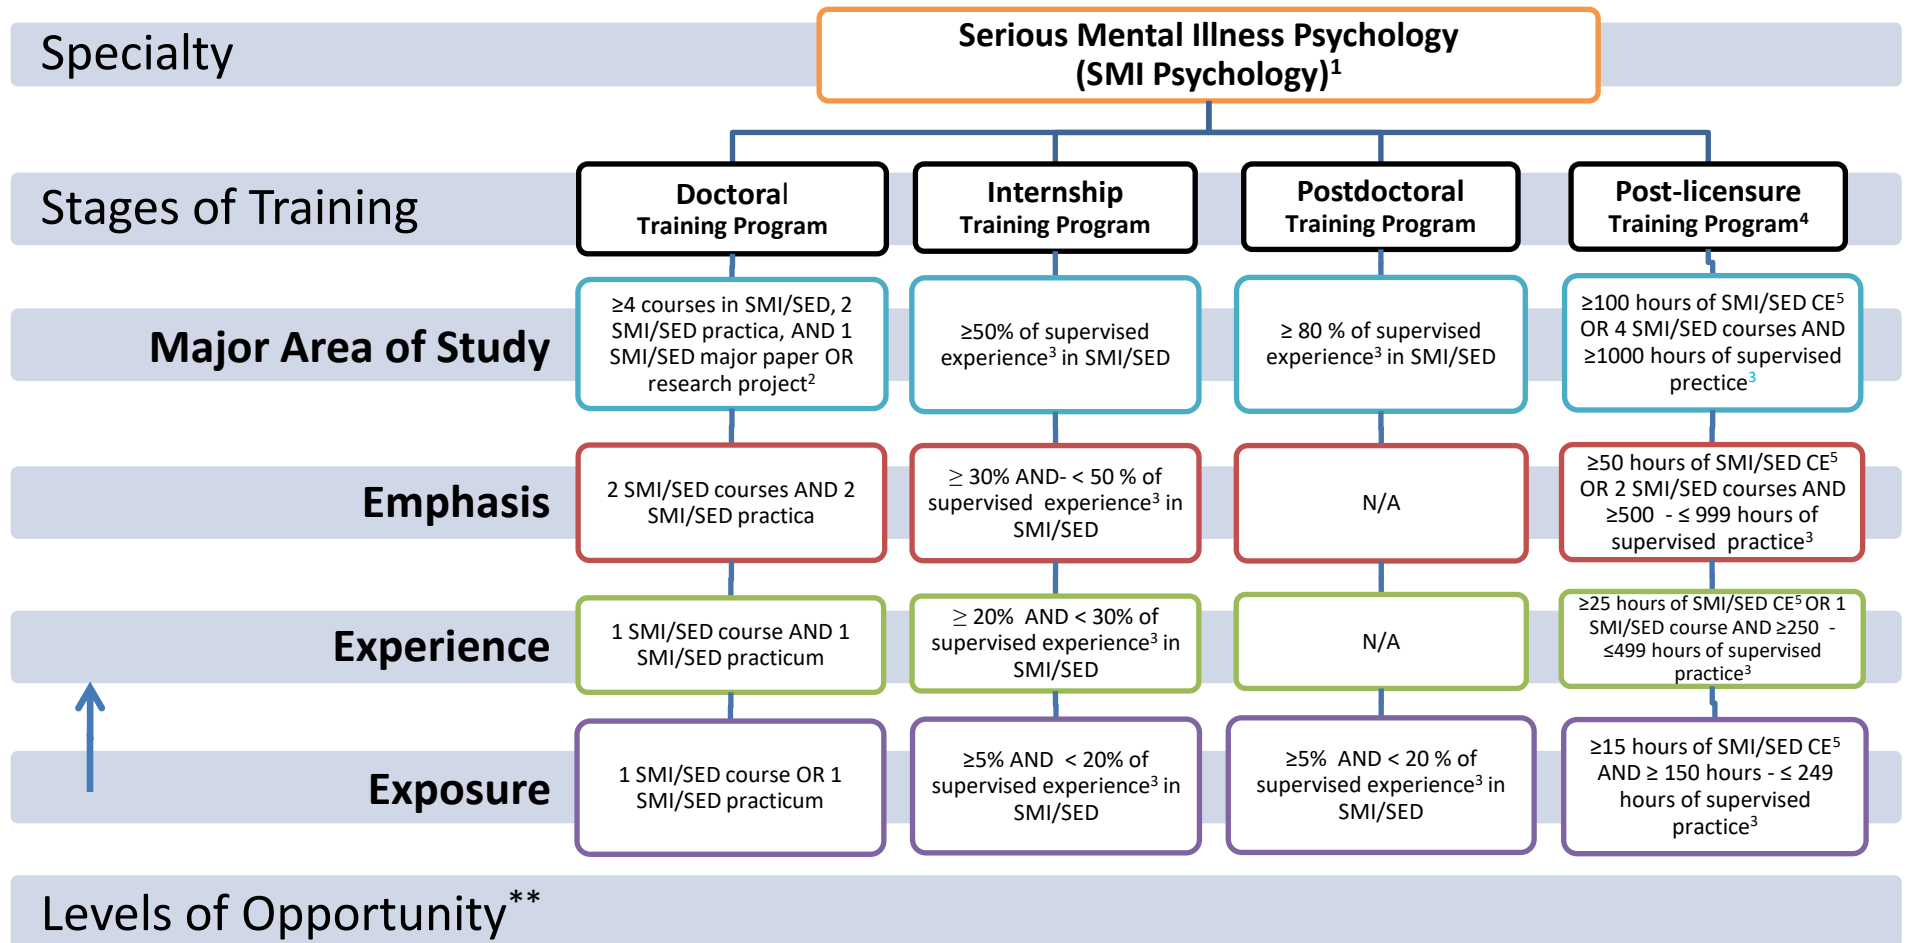 Specialty
Serious Mental Illness Psychology
(SMI Psychology)¹
Stages of Training
Doctoral
Training Program
Internship
Training Program
Postdoctoral
Training Program
Post-licensure
Training Program⁴
Major Area of Study
≥4 courses in SMI/SED, 2
SMI/SED practica, AND 1
SMI/SED major paper OR
research project²
≥50% of supervised
experience³ in SMI/SED
≥ 80 % of supervised
experience³ in SMI/SED
≥100 hours of SMI/SED CE⁵
OR 4 SMI/SED courses AND
≥1000 hours of supervised
prectice³
Emphasis
2 SMI/SED courses AND 2
SMI/SED practica
≥ 30% AND- < 50 % of
supervised experience³ in
SMI/SED
N/A
≥50 hours of SMI/SED CE⁵
OR 2 SMI/SED courses AND
≥500 - ≤ 999 hours of
supervised practice³
Experience
1 SMI/SED course AND 1
SMI/SED practicum
≥ 20% AND < 30% of
supervised experience³ in
SMI/SED
N/A
≥25 hours of SMI/SED CE⁵ OR 1
SMI/SED course AND ≥250 -
≤499 hours of supervised
practice³
Exposure
1 SMI/SED course OR 1
SMI/SED practicum
≥5% AND < 20% of
supervised experience³ in
SMI/SED
≥5% AND < 20 % of
supervised experience³ in
SMI/SED
≥15 hours of SMI/SED CE⁵
AND ≥ 150 hours - ≤ 249
hours of supervised
practice³
Levels of Opportunity**